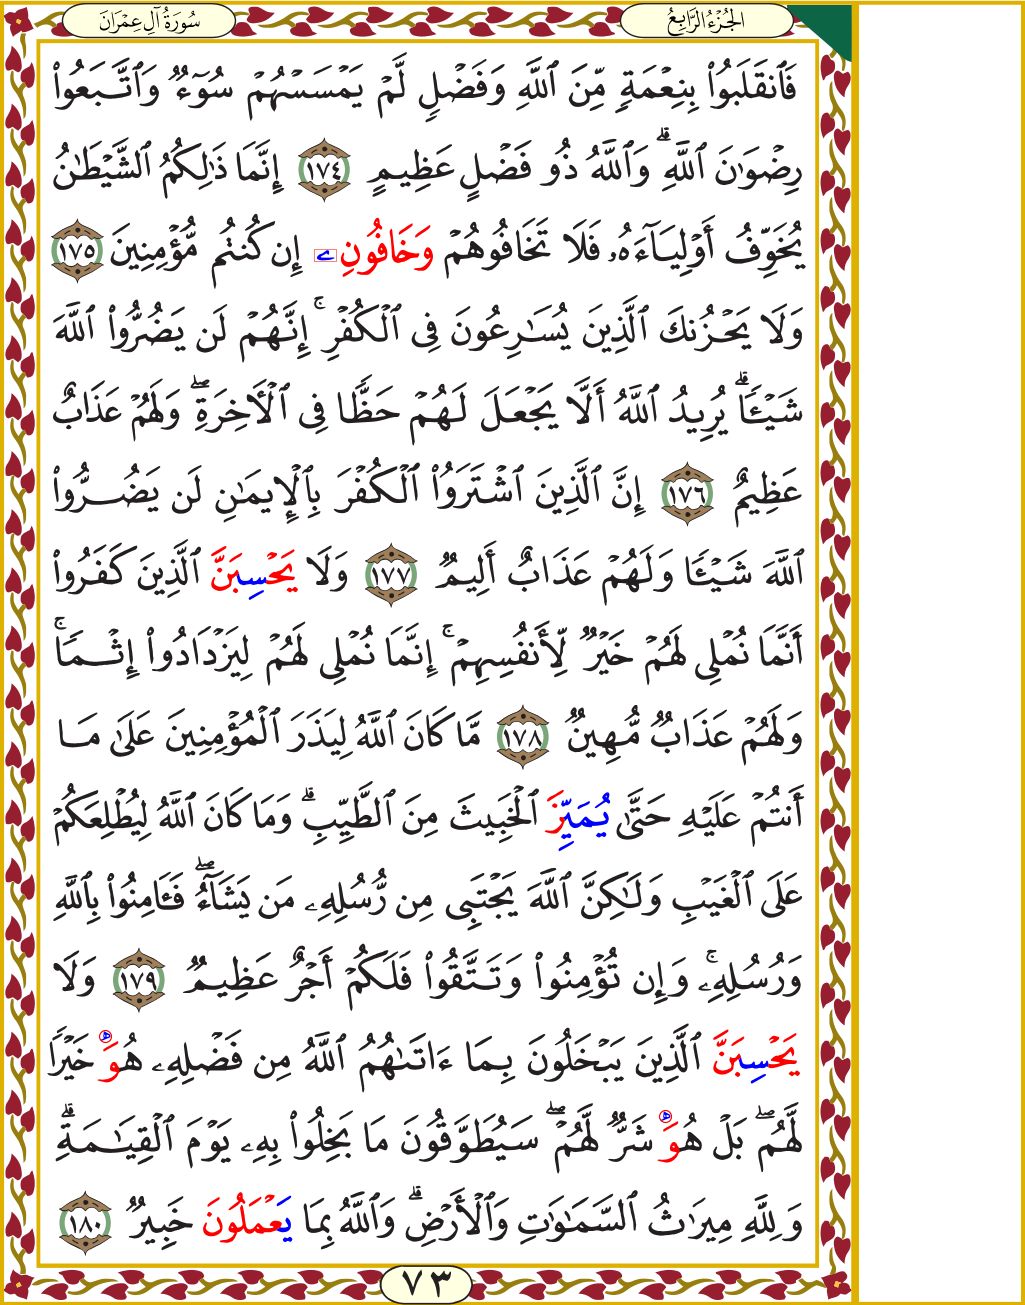 الجُزْءُ الرَّابِعُ
سُورَةُ آلِ عِمْرَانَ
فَٱنقَلَبُوا۟ بِنِعۡمَةٖ مِّنَ ٱللَّهِ وَفَضۡلٖ لَّمۡ يَمۡسَسۡهُمۡ سُوٓءٞ وَٱتَّبَعُوا۟
رِضۡوَٰنَ ٱللَّهِۗ وَٱللَّهُ ذُو فَضۡلٍ عَظِيمٍ ١٧٤ إِنَّمَا ذَٰلِكُمُ ٱلشَّيۡطَٰنُ
يُخَوِّفُ أَوۡلِيَآءَهُۥ فَلَا تَخَافُوهُمۡ وَخَافُونِۦ إِن كُنتُم مُّؤۡمِنِينَ ١٧٥
وَلَا يَحۡزُنكَ ٱلَّذِينَ يُسَٰرِعُونَ فِى ٱلۡكُفۡرِۚ إِنَّهُمۡ لَن يَضُرُّوا۟ ٱللَّهَ
شَيۡـٔٗاۗ يُرِيدُ ٱللَّهُ أَلَّا يَجۡعَلَ لَهُمۡ حَظّٗا فِى ٱلۡأٓخِرَةِۖ وَلَهُمۡ عَذَابٌ
عَظِيمٌ ١٧٦ إِنَّ ٱلَّذِينَ ٱشۡتَرَوُا۟ ٱلۡكُفۡرَ بِٱلۡإِيمَٰنِ لَن يَضُرُّوا۟
ٱللَّهَ شَيۡـٔٗا وَلَهُمۡ عَذَابٌ أَلِيمٞ ١٧٧ وَلَا يَحۡسِبَنَّ ٱلَّذِينَ كَفَرُوا۟
أَنَّمَا نُمۡلِى لَهُمۡ خَيۡرٞ لِّأَنفُسِهِمۡۚ إِنَّمَا نُمۡلِى لَهُمۡ لِيَزۡدَادُوا۟ إِثۡمٗاۚ
وَلَهُمۡ عَذَابٞ مُّهِينٞ ١٧٨ مَّا كَانَ ٱللَّهُ لِيَذَرَ ٱلۡمُؤۡمِنِينَ عَلَىٰ مَا
أَنتُمۡ عَلَيۡهِ حَتَّىٰ يُمَيِّزَ ٱلۡخَبِيثَ مِنَ ٱلطَّيِّبِۗ وَمَا كَانَ ٱللَّهُ لِيُطۡلِعَكُمۡ
عَلَى ٱلۡغَيۡبِ وَلَٰكِنَّ ٱللَّهَ يَجۡتَبِى مِن رُّسُلِهِۦ مَن يَشَآءُۖ فَـَٔامِنُوا۟ بِٱللَّهِ
وَرُسُلِهِۦۚ وَإِن تُؤۡمِنُوا۟ وَتَتَّقُوا۟ فَلَكُمۡ أَجۡرٌ عَظِيمٞ ١٧٩ وَلَا
يَحۡسِبَنَّ ٱلَّذِينَ يَبۡخَلُونَ بِمَا ءَاتَىٰهُمُ ٱللَّهُ مِن فَضۡلِهِۦ هُوَ خَيۡرٗا
لَّهُمۖ بَلۡ هُوَ شَرّٞ لَّهُمۡۖ سَيُطَوَّقُونَ مَا بَخِلُوا۟ بِهِۦ يَوۡمَ ٱلۡقِيَٰمَةِۗ
وَلِلَّهِ مِيرَٰثُ ٱلسَّمَٰوَٰتِ وَٱلۡأَرۡضِۗ وَٱللَّهُ بِمَا يَعۡمَلُونَ خَبِيرٞ ١٨٠
٧٣